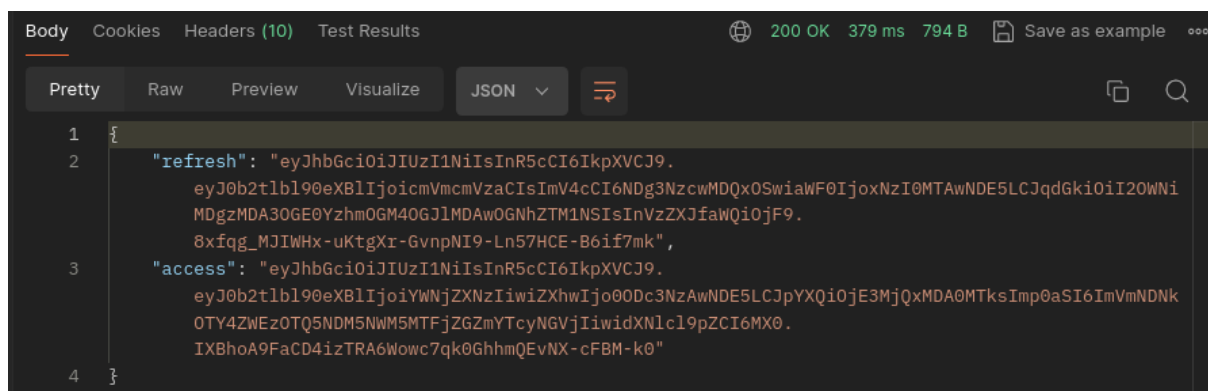 Body Cookies Headers (10) Test Results 200 OK 379 ms 794 B Save as example
Pretty Raw Preview Visualize JSON
1 {
2 "refresh": "eyJhbGciOiJIUzI1NiIsInR5cCI6IkpXVCJ9.
eyJ0b2tlbl90eXBlIjoicmVmcmVzaCIsImV4cCI6NDg3NzcwMDQxOSwiaWF0IjoxNzI0MTAwNDE5LCJqdGkiOiI2OWNi
MDgzMDA3OGE0YzhmOGM4OGJlMDAwOGNhZTM1NSIsInVzZXJfaWQiOjF9.
8xfqg_MJIWHx-uKtgXr-GvnpNI9-Ln57HCE-B6if7mk",
3 "access": "eyJhbGciOiJIUzI1NiIsInR5cCI6IkpXVCJ9.
eyJ0b2tlbl90eXBlIjoiYWNjZXNzIiwiZXhwIjo0ODc3NzAwNDE5LCJpYXQiOjE3MjQxMDA0MTksImp0aSI6ImVmNDNk
OTY4ZWEzOTQ5NDM5NWM5MTFjZGZmYTcyNGVjIiwidXNlcl9pZCI6MX0.
IXBhoA9FaCD4izTRA6Wowc7qk0GhhmQEvNX-cFBM-k0"
4 }